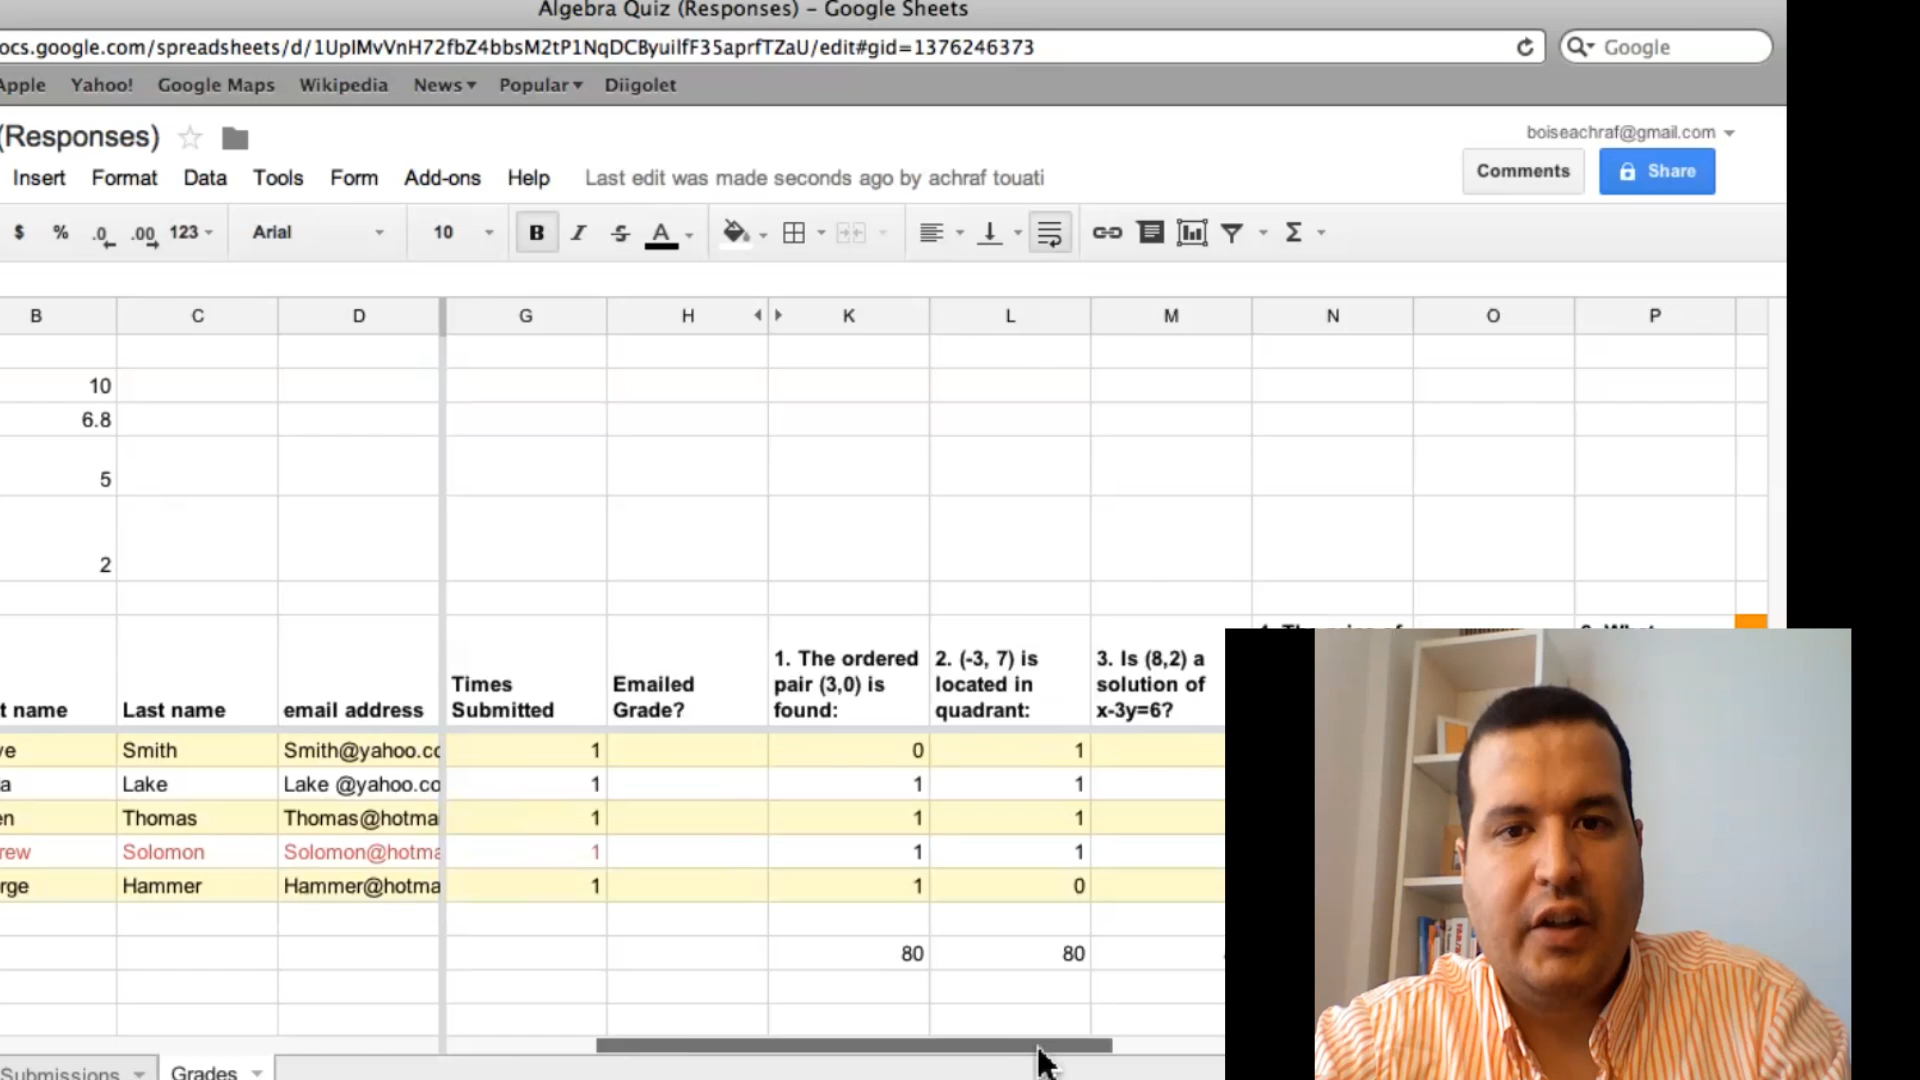 Algebra Quiz (Responses) – Google Sheets
ocs.google.com/spreadsheets/d/1UpIMvVnH72fbZ4bbsM2tP1NqDCByuiIfF35aprfTZaU/edit#gid=1376246373
Google
Apple Yahoo! Google Maps Wikipedia News Popular Diigolet
(Responses)
boiseachraf@gmail.com
Insert Format Data Tools Form Add-ons Help Last edit was made seconds ago by achraf touati
Comments Share
$ % .0 .00 123 Arial 10 B I S A Σ
B C D G H K L M N O P
10
6.8
5
2
t name Last name email address Times Submitted Emailed Grade? 1. The ordered pair (3,0) is found: 2. (-3, 7) is located in quadrant: 3. Is (8,2) a solution of x-3y=6?
ve Smith Smith@yahoo.co 1 0 1
a Lake Lake @yahoo.co 1 1 1
en Thomas Thomas@hotma 1 1 1
rew Solomon Solomon@hotma 1 1 1
rge Hammer Hammer@hotma 1 1 0
80 80
Submissions Grades